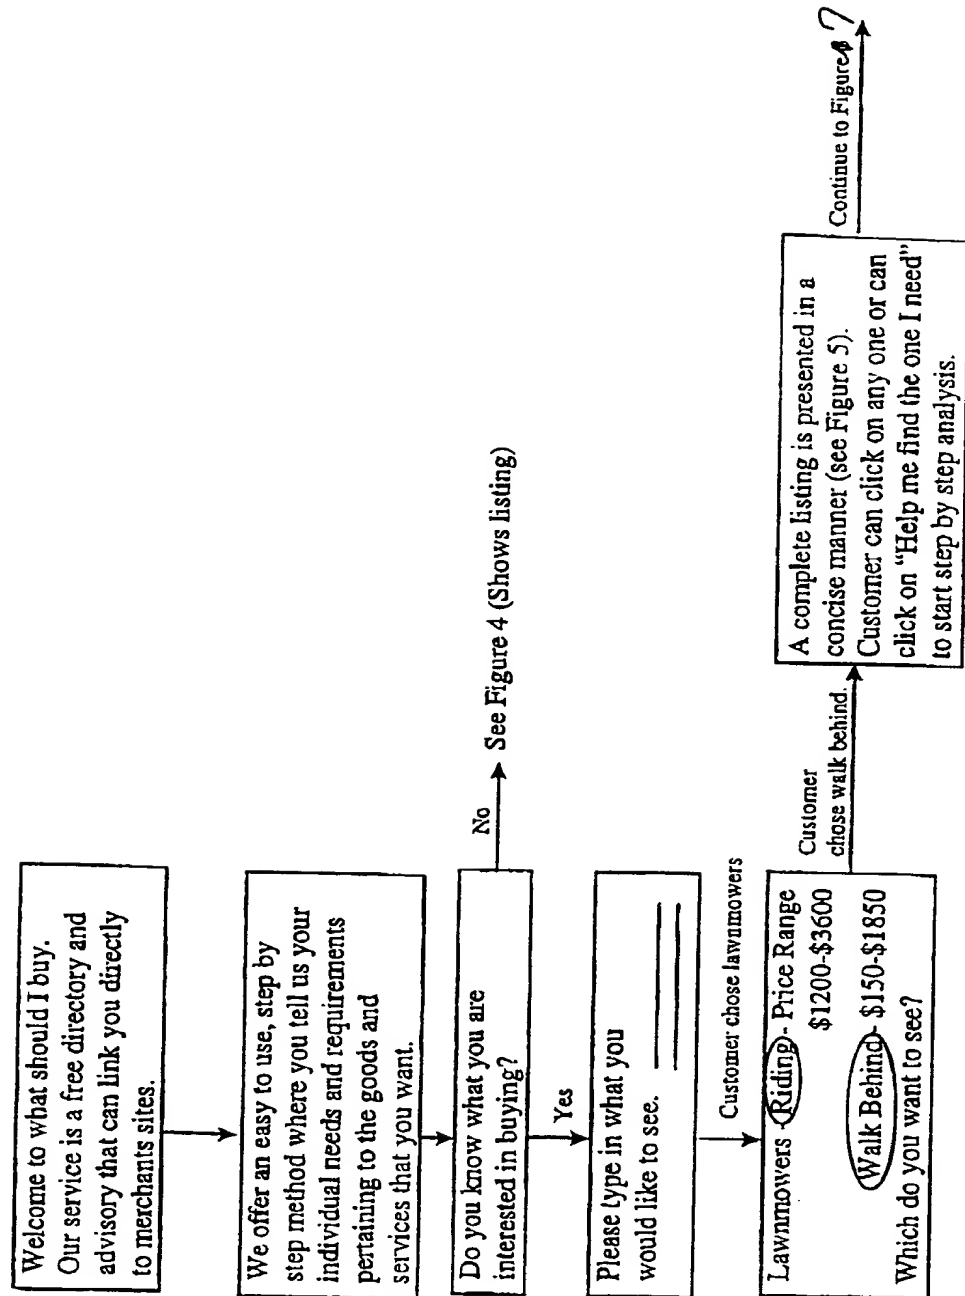 Welcome to what should I buy.
Our service is a free directory and
advisory that can link you directly
to merchants sites.
We offer an easy to use, step by
step method where you tell us your
individual needs and requirements
pertaining to the goods and
services that you want.
Do you know what you are
interested in buying?
No
See Figure 4 (Shows listing)
Yes
Please type in what you
would like to see.
Customer chose lawnmowers
Lawnmowers - Riding - Price Range
$1200-$3600
Walk Behind - $150-$1850
Which do you want to see?
Customer
chose walk behind.
A complete listing is presented in a
concise manner (see Figure 5).
Customer can click on any one or can
click on "Help me find the one I need"
to start step by step analysis.
Continue to Figure 7